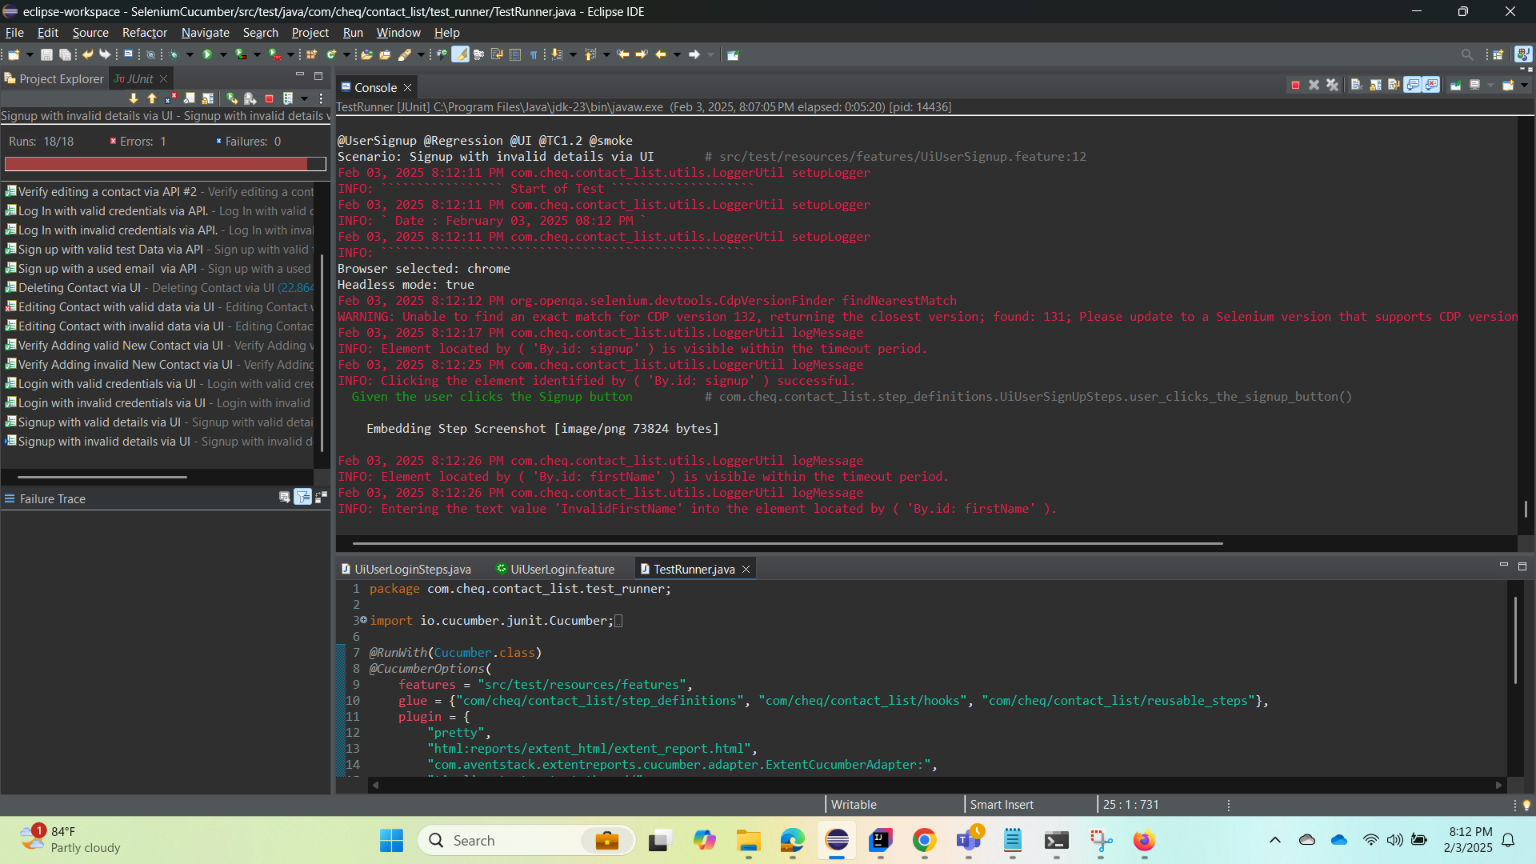 eclipse-workspace - SeleniumCucumber/src/test/java/com/cheq/contact_list/test_runner/TestRunner.java - Eclipse IDE
File Edit Source Refactor Navigate Search Project Run Window Help
Project Explorer JUnit
Signup with invalid details via UI - Signup with invalid details v
Runs: 18/18 Errors: 1 Failures: 0
Verify editing a contact via API #2 - Verify editing a cont
Log In with valid credentials via API. - Log In with valid c
Log In with invalid credentials via API. - Log In with inva
Sign up with valid test Data via API - Sign up with valid
Sign up with a used email  via API - Sign up with a used
Deleting Contact via UI - Deleting Contact via UI (22.864
Editing Contact with valid data via UI - Editing Contact v
Editing Contact with invalid data via UI - Editing Contac
Verify Adding valid New Contact via UI - Verify Adding v
Verify Adding invalid New Contact via UI - Verify Adding
Login with valid credentials via UI - Login with valid cred
Login with invalid credentials via UI - Login with invalid
Signup with valid details via UI - Signup with valid detai
Signup with invalid details via UI - Signup with invalid d
Failure Trace
Console
TestRunner [JUnit] C:\Program Files\Java\jdk-23\bin\javaw.exe (Feb 3, 2025, 8:07:05 PM elapsed: 0:05:20) [pid: 14436]
@UserSignup @Regression @UI @TC1.2 @smoke
Scenario: Signup with invalid details via UI # src/test/resources/features/UiUserSignup.feature:12
Feb 03, 2025 8:12:11 PM com.cheq.contact_list.utils.LoggerUtil setupLogger
INFO: ````````````````` Start of Test ````````````````````
Feb 03, 2025 8:12:11 PM com.cheq.contact_list.utils.LoggerUtil setupLogger
INFO: ` Date : February 03, 2025 08:12 PM `
Feb 03, 2025 8:12:11 PM com.cheq.contact_list.utils.LoggerUtil setupLogger
INFO: ````````````````````````````````````````````````````
Browser selected: chrome
Headless mode: true
Feb 03, 2025 8:12:12 PM org.openqa.selenium.devtools.CdpVersionFinder findNearestMatch
WARNING: Unable to find an exact match for CDP version 132, returning the closest version; found: 131; Please update to a Selenium version that supports CDP version
Feb 03, 2025 8:12:17 PM com.cheq.contact_list.utils.LoggerUtil logMessage
INFO: Element located by ( 'By.id: signup' ) is visible within the timeout period.
Feb 03, 2025 8:12:25 PM com.cheq.contact_list.utils.LoggerUtil logMessage
INFO: Clicking the element identified by ( 'By.id: signup' ) successful.
Given the user clicks the Signup button # com.cheq.contact_list.step_definitions.UiUserSignUpSteps.user_clicks_the_signup_button()
Embedding Step Screenshot [image/png 73824 bytes]
Feb 03, 2025 8:12:26 PM com.cheq.contact_list.utils.LoggerUtil logMessage
INFO: Element located by ( 'By.id: firstName' ) is visible within the timeout period.
Feb 03, 2025 8:12:26 PM com.cheq.contact_list.utils.LoggerUtil logMessage
INFO: Entering the text value 'InvalidFirstName' into the element located by ( 'By.id: firstName' ).
UiUserLoginSteps.java UiUserLogin.feature TestRunner.java
1 package com.cheq.contact_list.test_runner;
2
3 import io.cucumber.junit.Cucumber;
6
7 @RunWith(Cucumber.class)
8 @CucumberOptions(
9 features = "src/test/resources/features",
10 glue = {"com/cheq/contact_list/step_definitions", "com/cheq/contact_list/hooks", "com/cheq/contact_list/reusable_steps"},
11 plugin = {
12 "pretty",
13 "html:reports/extent_html/extent_report.html",
14 "com.aventstack.extentreports.cucumber.adapter.ExtentCucumberAdapter:",
Writable Smart Insert 25 : 1 : 731
1 84°F
Partly cloudy
Search
8:12 PM
2/3/2025